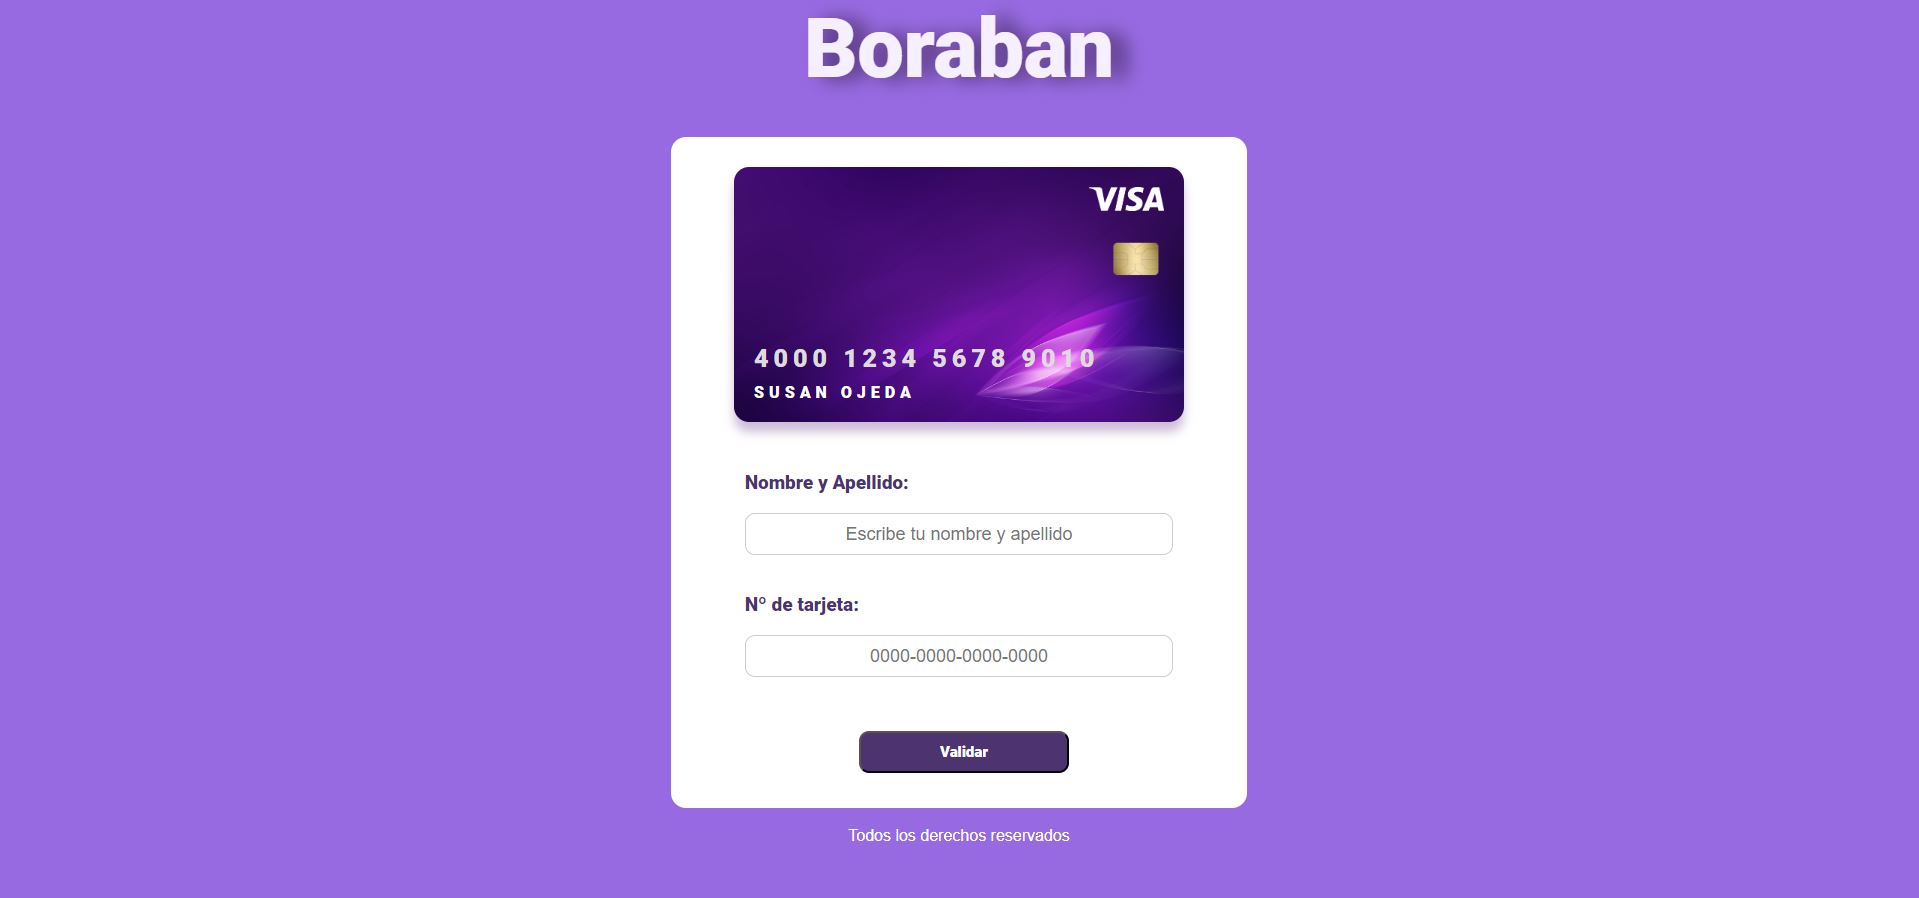 Boraban
VISA
4000 1234 5678 9010
SUSAN OJEDA
Nombre y Apellido:
Escribe tu nombre y apellido
Nº de tarjeta:
0000-0000-0000-0000
Validar
Todos los derechos reservados